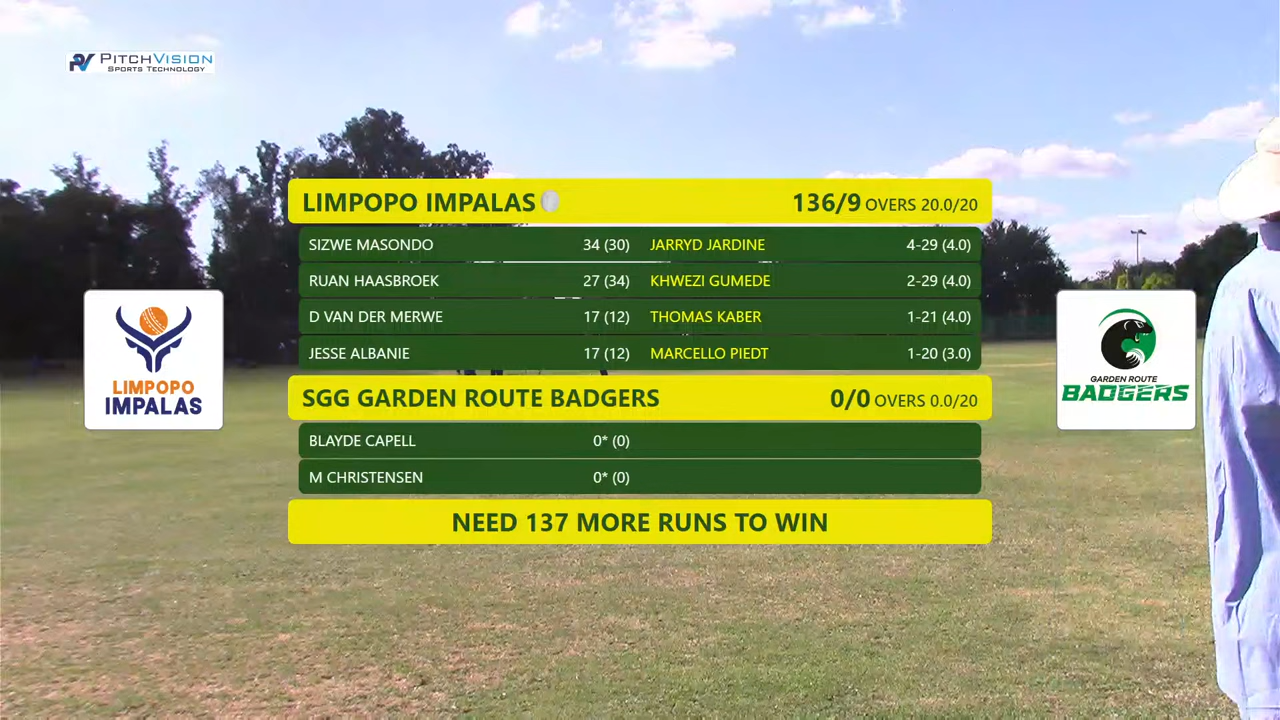 PITCHVISION
SPORTS TECHNOLOGY
LIMPOPO IMPALAS 136/9 OVERS 20.0/20
SIZWE MASONDO 34 (30) JARRYD JARDINE 4-29 (4.0)
RUAN HAASBROEK 27 (34) KHWEZI GUMEDE 2-29 (4.0)
D VAN DER MERWE 17 (12) THOMAS KABER 1-21 (4.0)
JESSE ALBANIE 17 (12) MARCELLO PIEDT 1-20 (3.0)
SGG GARDEN ROUTE BADGERS 0/0 OVERS 0.0/20
BLAYDE CAPELL 0* (0)
M CHRISTENSEN 0* (0)
NEED 137 MORE RUNS TO WIN
LIMPOPO
IMPALAS
GARDEN ROUTE
BADGERS